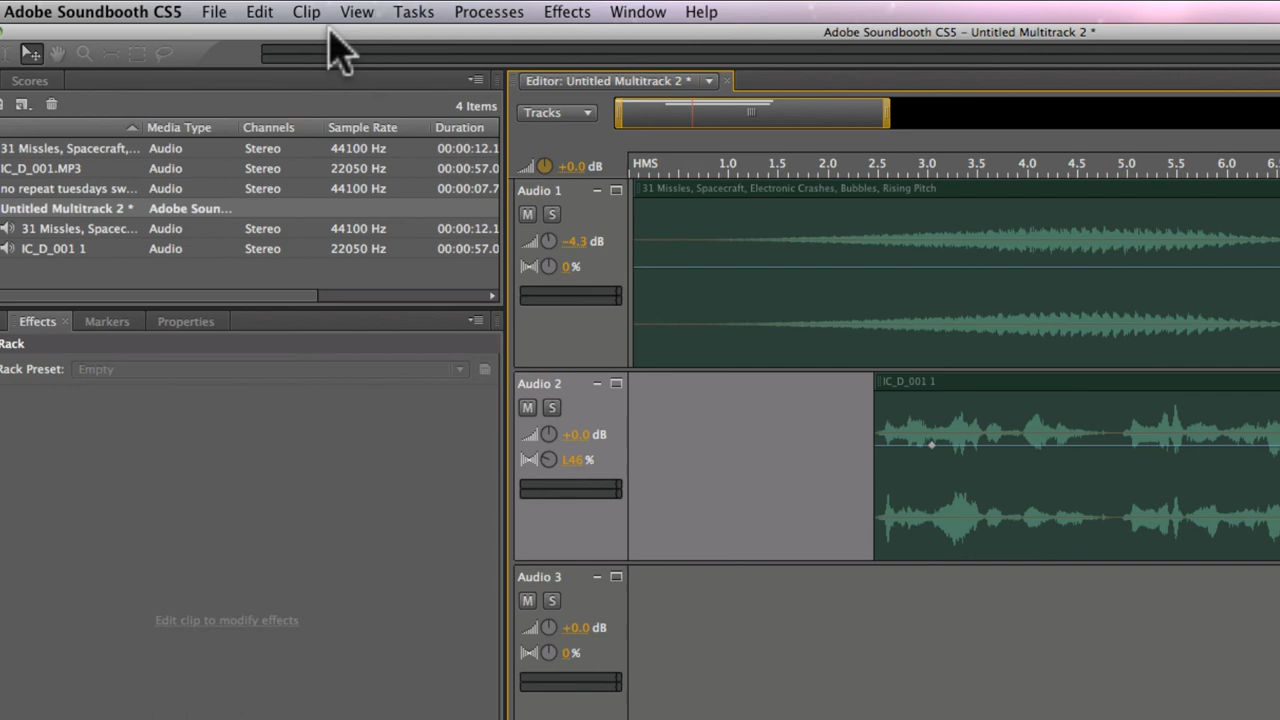 Adobe Soundbooth CS5 File Edit Clip View Tasks Processes Effects Window Help
Adobe Soundbooth CS5 – Untitled Multitrack 2 *
Scores
4 Items
Media Type Channels Sample Rate Duration
31 Missles, Spacecraft,... Audio Stereo 44100 Hz 00:00:12.1
IC_D_001.MP3 Audio Stereo 22050 Hz 00:00:57.0
no repeat tuesdays sw... Audio Stereo 44100 Hz 00:00:07.7
Untitled Multitrack 2 * Adobe Soun...
31 Missles, Spacec... Audio Stereo 44100 Hz 00:00:12.1
IC_D_001 1 Audio Stereo 22050 Hz 00:00:57.0
Effects Markers Properties
Rack
Rack Preset: Empty
Edit clip to modify effects
Editor: Untitled Multitrack 2 *
Tracks
+0.0 dB
HMS 1.0 1.5 2.0 2.5 3.0 3.5 4.0 4.5 5.0 5.5 6.0
Audio 1
31 Missles, Spacecraft, Electronic Crashes, Bubbles, Rising Pitch
M S
-4.3 dB
0 %
Audio 2
IC_D_001 1
M S
+0.0 dB
L46 %
Audio 3
M S
+0.0 dB
0 %